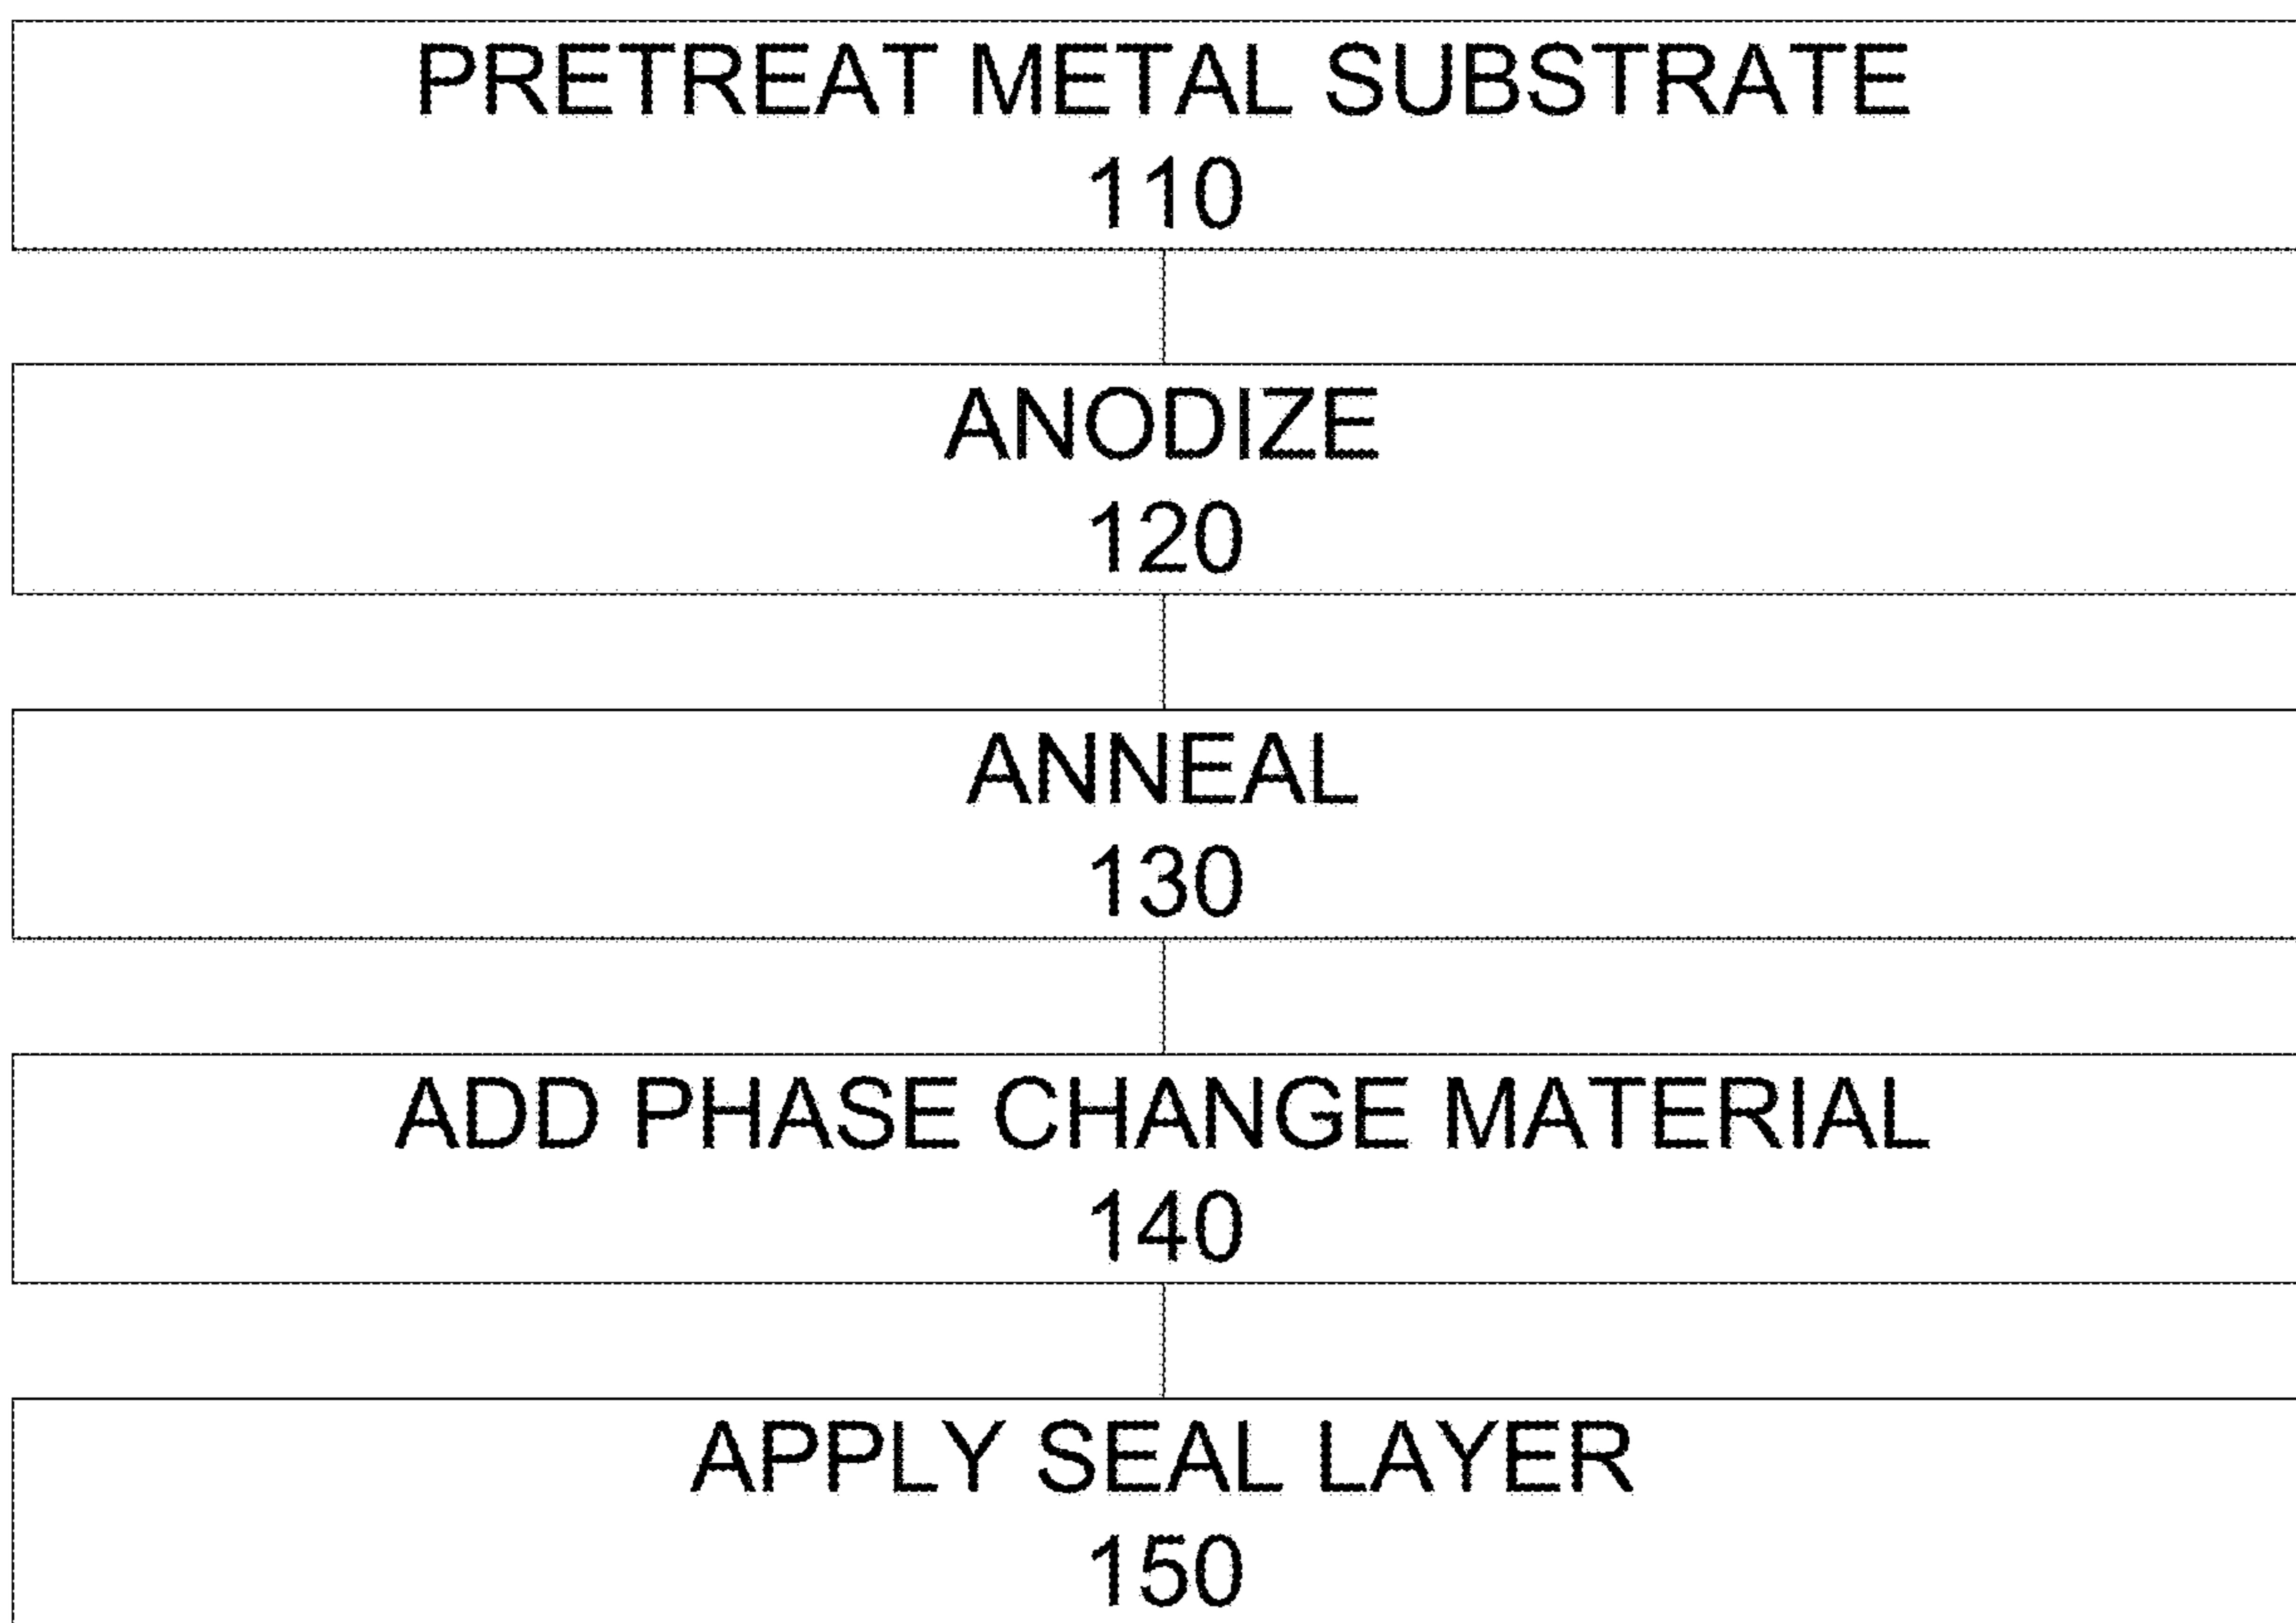 PRETREAT METAL SUBSTRATE
110
ANODIZE
120
ANNEAL
130
ADD PHASE CHANGE MATERIAL
140
APPLY SEAL LAYER
150